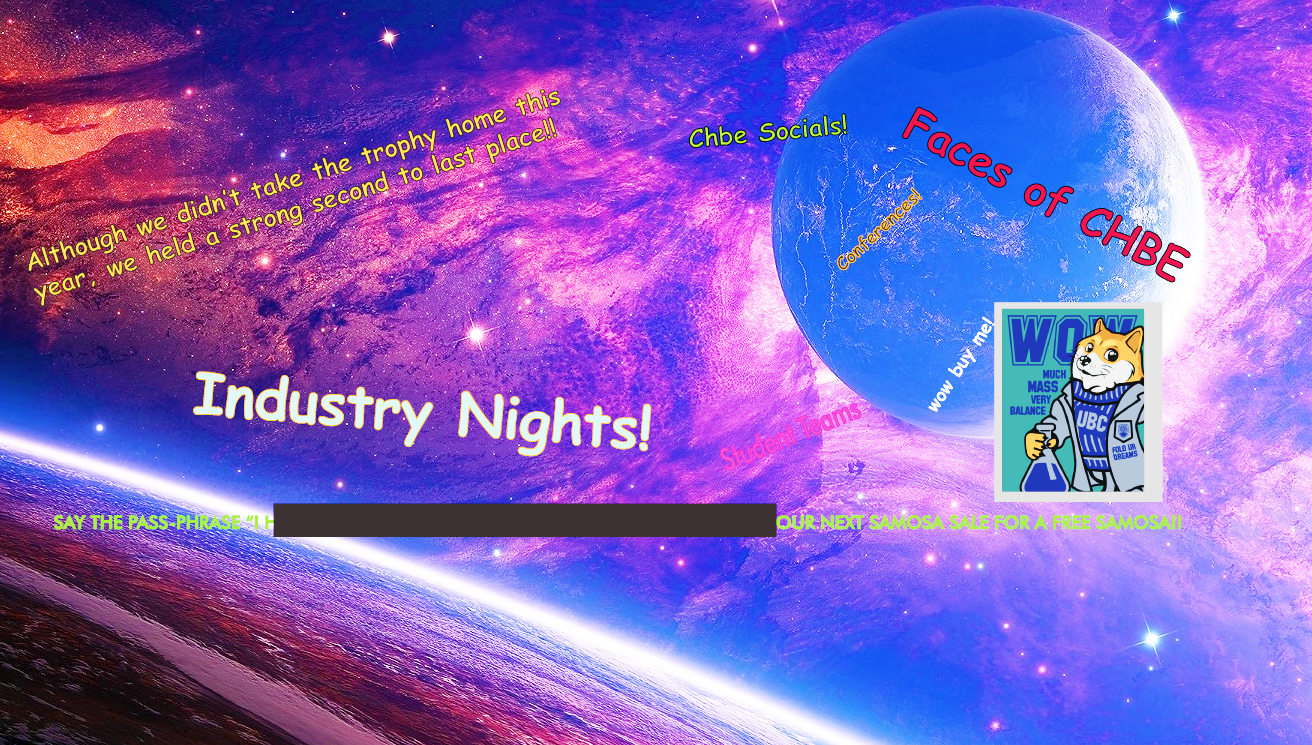 Although we didn't take the trophy home this
year, we held a strong second to last place!!
Chbe Socials!
Faces of CHBE
Conferences!
wow buy me!
WOW
MUCH
MASS
VERY
BALANCE
UBC
FOLD UR
DREAMS
Industry Nights!
Student Teams
SAY THE PASS-PHRASE "I OUR NEXT SAMOSA SALE FOR A FREE SAMOSA!!